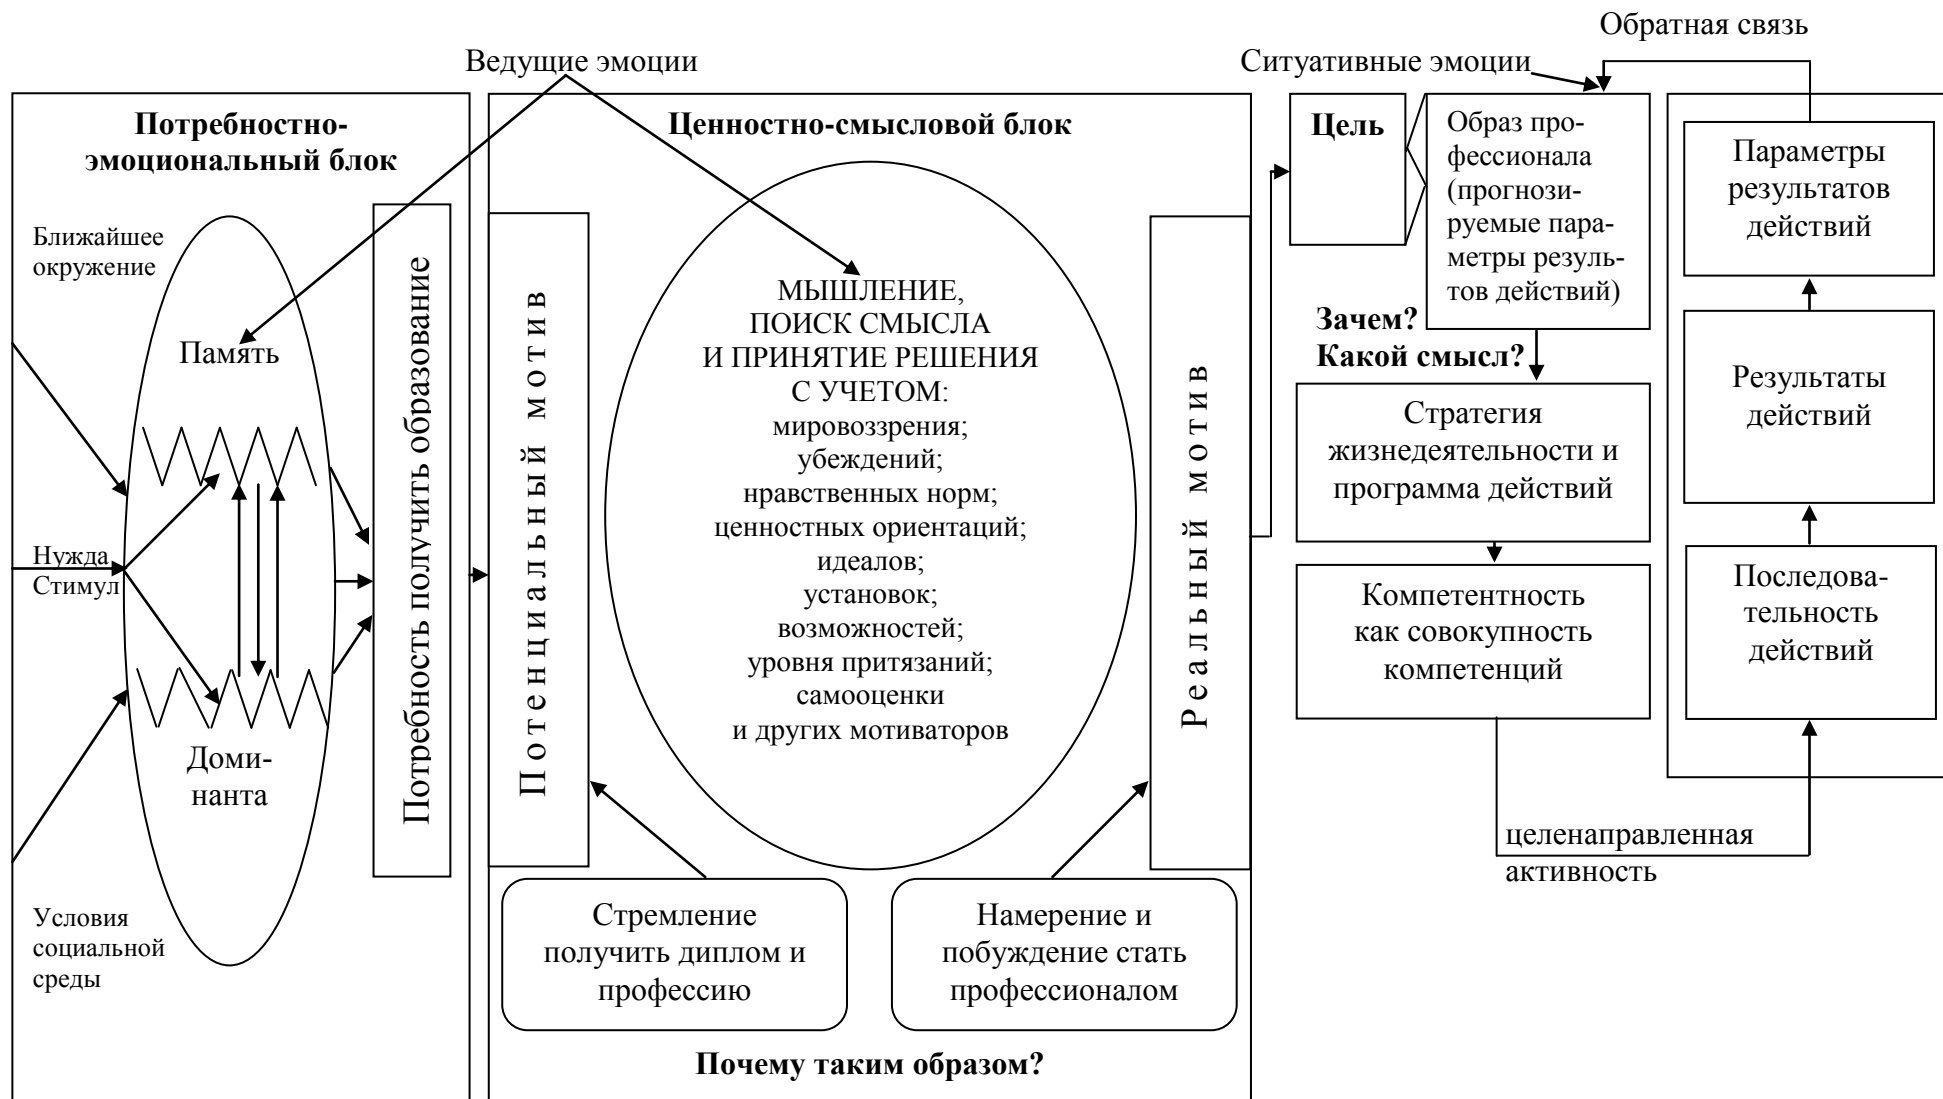 Обратная связь
Ведущие эмоции
Ситуативные эмоции
Потребностно-
эмоциональный блок
Ближайшее
окружение
Память
Нужда
Стимул
Доми-
нанта
Условия
социальной
среды
Потребность получить образование
Ценностно-смысловой блок
Потенциальный мотив
МЫШЛЕНИЕ,
ПОИСК СМЫСЛА
И ПРИНЯТИЕ РЕШЕНИЯ
С УЧЕТОМ:
мировоззрения;
убеждений;
нравственных норм;
ценностных ориентаций;
идеалов;
установок;
возможностей;
уровня притязаний;
самооценки
и других мотиваторов
Реальный мотив
Стремление
получить диплом и
профессию
Намерение и
побуждение стать
профессионалом
Почему таким образом?
Цель
Образ про-
фессионала
(прогнози-
руемые пара-
метры резуль-
тов действий)
Зачем?
Какой смысл?
Стратегия
жизнедеятельности и
программа действий
Компетентность
как совокупность
компетенций
целенаправленная
активность
Параметры
результатов
действий
Результаты
действий
Последова-
тельность
действий